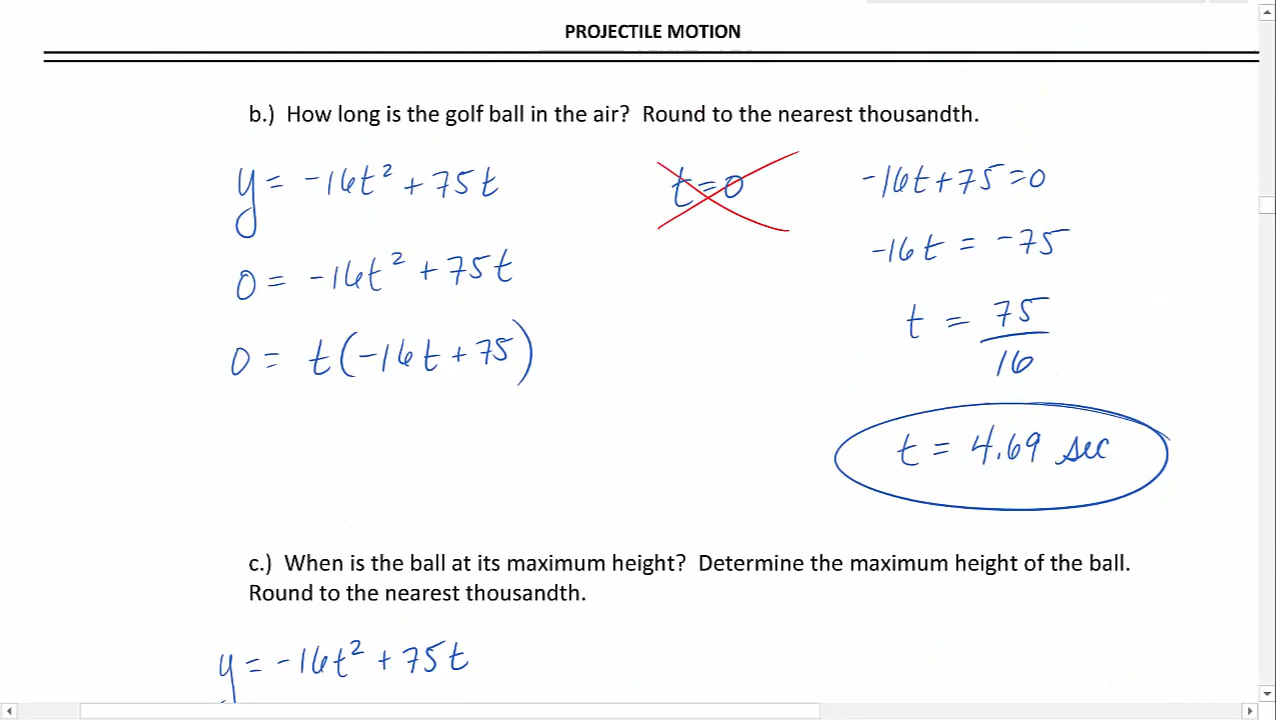 PROJECTILE MOTION
b.) How long is the golf ball in the air? Round to the nearest thousandth.
y = -16t² + 75t
t=0
-16t+75=0
0 = -16t² + 75t
-16t = -75
0 = t(-16t+75)
t = 75/16
t = 4.69 sec
c.) When is the ball at its maximum height? Determine the maximum height of the ball.
Round to the nearest thousandth.
y = -16t² + 75t